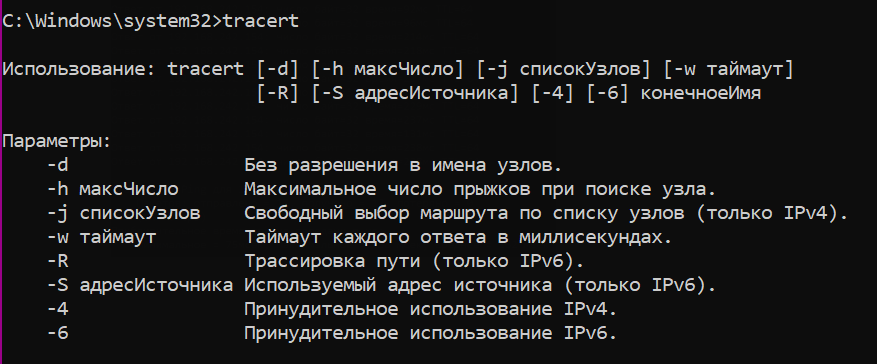 C:\Windows\system32>tracert
Использование: tracert [-d] [-h максЧисло] [-j списокУзлов] [-w таймаут]
[-R] [-S адресИсточника] [-4] [-6] конечноеИмя
Параметры:
-d Без разрешения в имена узлов.
-h максЧисло Максимальное число прыжков при поиске узла.
-j списокУзлов Свободный выбор маршрута по списку узлов (только IPv4).
-w таймаут Таймаут каждого ответа в миллисекундах.
-R Трассировка пути (только IPv6).
-S адресИсточника Используемый адрес источника (только IPv6).
-4 Принудительное использование IPv4.
-6 Принудительное использование IPv6.